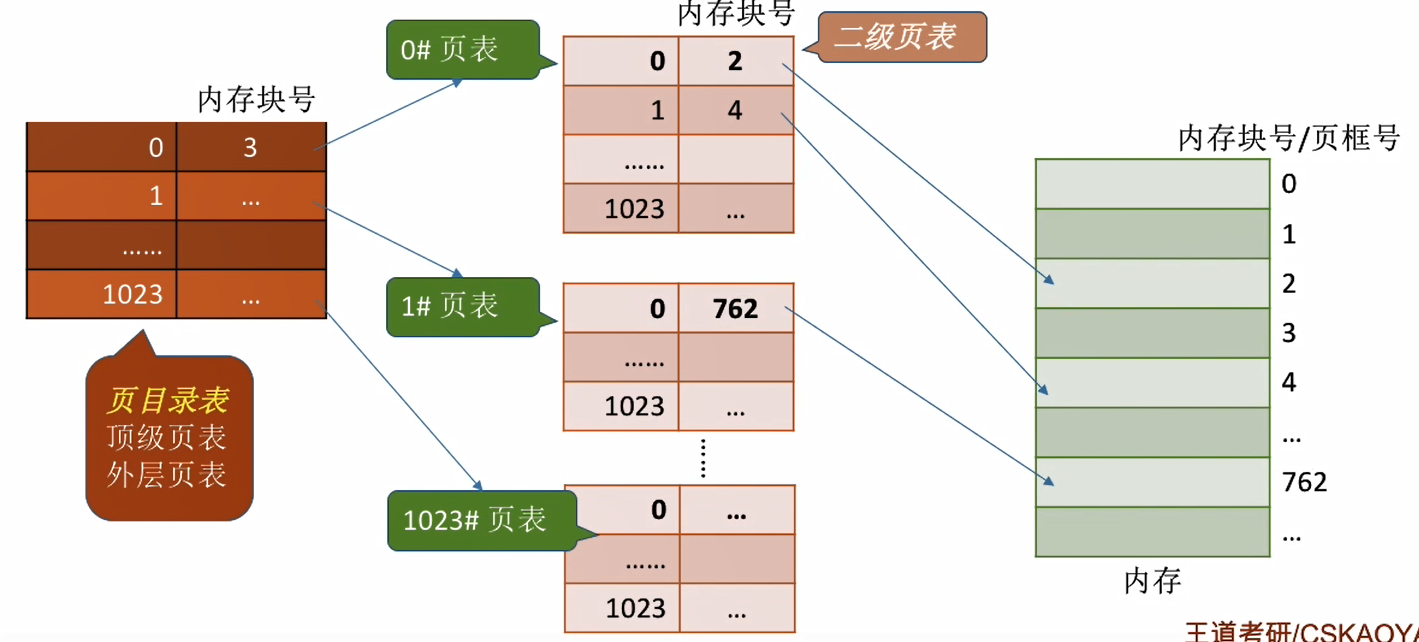 内存块号
0 3
1 ...
......
1023 ...
页目录表
顶级页表
外层页表
0# 页表
内存块号
二级页表
0 2
1 4
......
1023 ...
1# 页表
0 762
......
1023 ...
1023# 页表
0 ...
......
1023 ...
内存块号/页框号
0
1
2
3
4
...
762
...
内存
王道考研/CSKAOYA